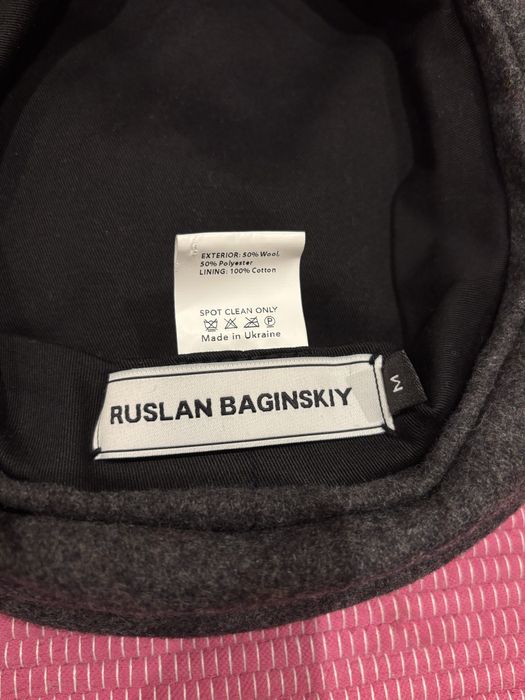 EXTERIOR: 50% Wool,
50% Polyester
LINING: 100% Cotton
SPOT CLEAN ONLY
Made in Ukraine
RUSLAN BAGINSKIY
M